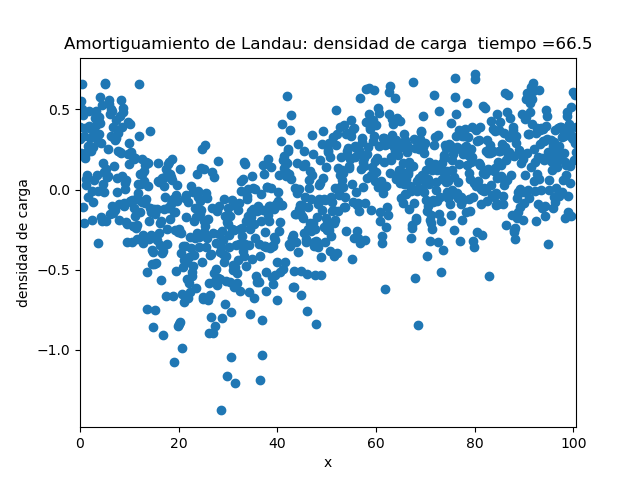 Amortiguamiento de Landau: densidad de carga  tiempo =66.5
densidad de carga
0.5
0.0
−0.5
−1.0
0 20 40 60 80 100
x